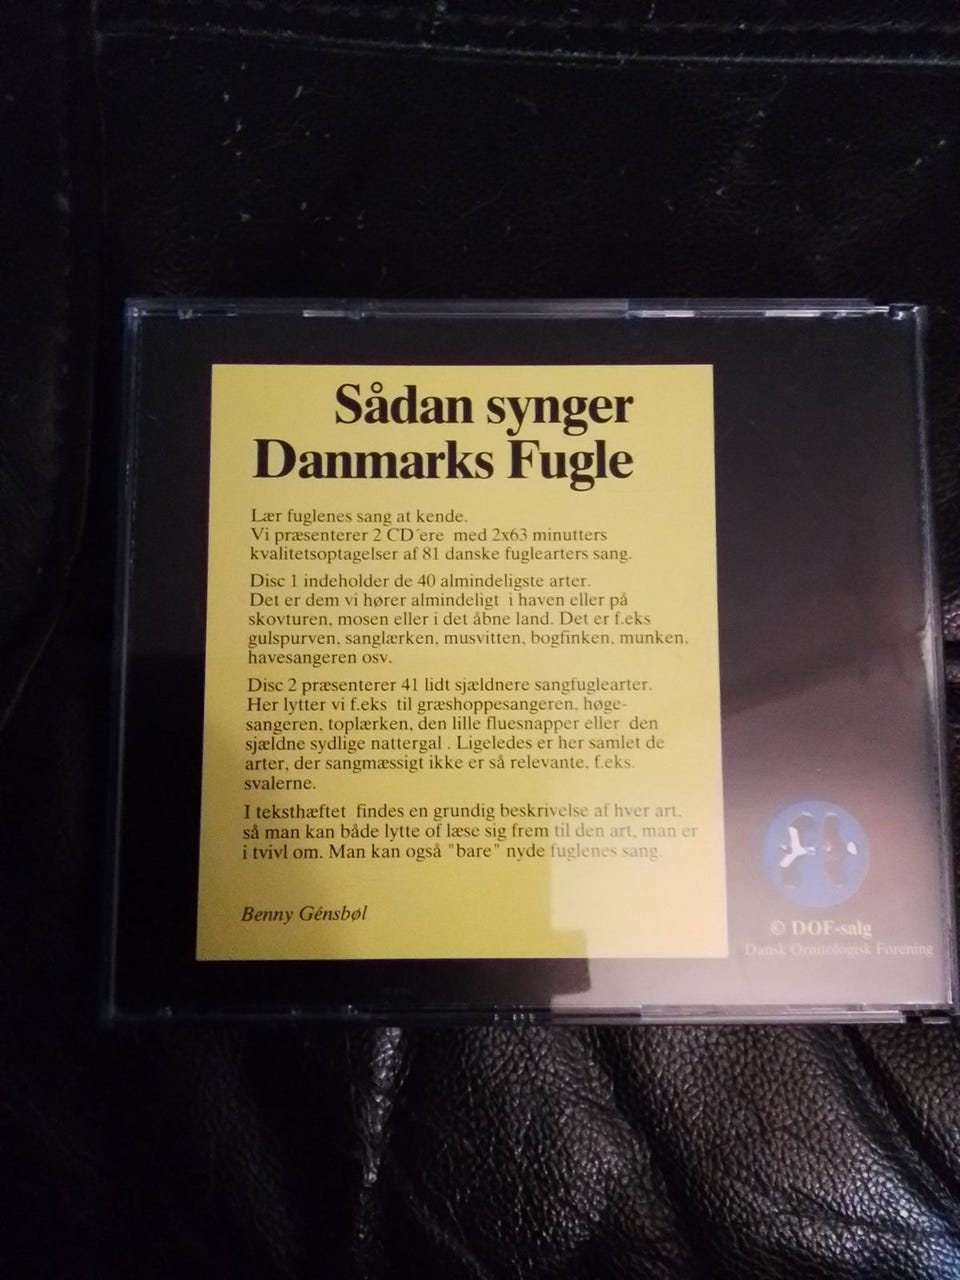 Sådan synger
Danmarks Fugle
Lær fuglenes sang at kende.
Vi præsenterer 2 CD´ere med 2x63 minutters
kvalitetsoptagelser af 81 danske fuglearters sang.
Disc 1 indeholder de 40 almindeligste arter.
Det er dem vi hører almindeligt i haven eller på
skovturen, mosen eller i det åbne land. Det er f.eks
gulspurven, sanglærken, musvitten, bogfinken, munken,
havesangeren osv.
Disc 2 præsenterer 41 lidt sjældnere sangfuglearter.
Her lytter vi f.eks til græshoppesangeren, høge-
sangeren, toplærken, den lille fluesnapper eller den
sjældne sydlige nattergal . Ligeledes er her samlet de
arter, der sangmæssigt ikke er så relevante, f.eks.
svalerne.
I teksthæftet findes en grundig beskrivelse af hver art,
så man kan både lytte of læse sig frem til den art, man er
i tvivl om. Man kan også "bare" nyde fuglenes sang.
Benny Génsbøl
© DOF-salg
Dansk Ornitologisk Forening